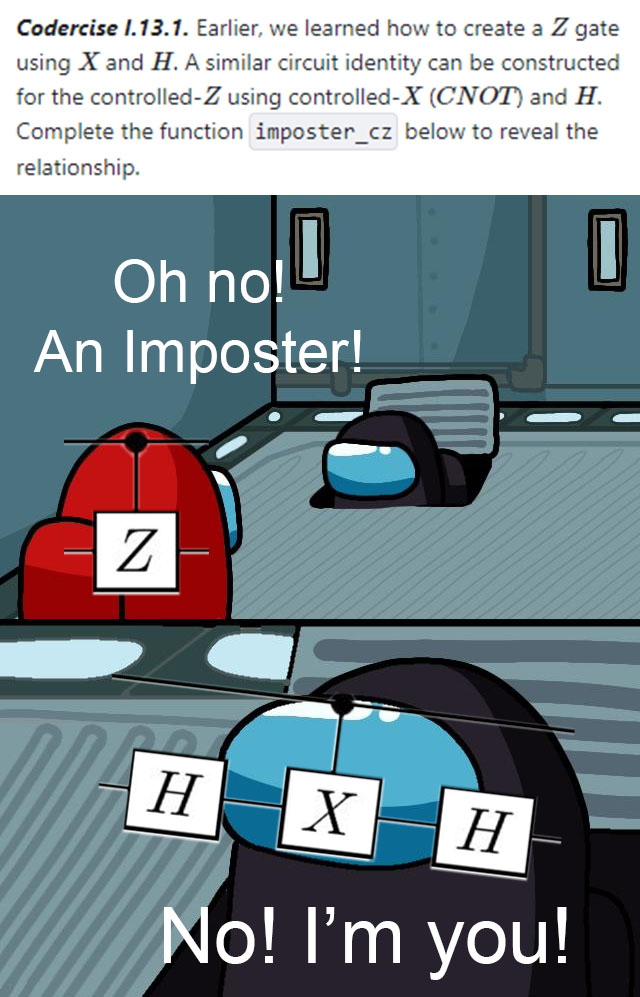 Codercise I.13.1. Earlier, we learned how to create a Z gate
using X and H. A similar circuit identity can be constructed
for the controlled-Z using controlled-X (CNOT) and H.
Complete the function imposter_cz below to reveal the
relationship.
Oh no!
An Imposter!
Z
H X H
No! I’m you!